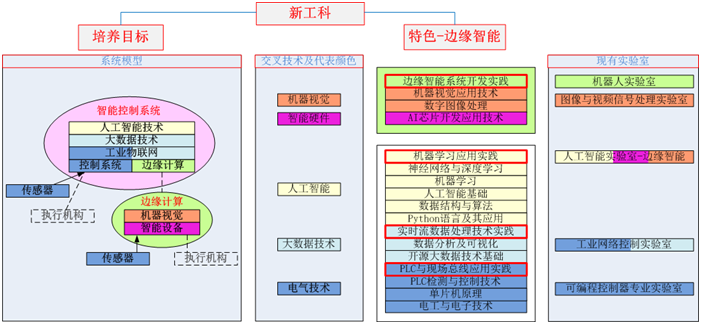 新工科
培养目标
特色-边缘智能
系统模型
智能控制系统
人工智能技术
大数据技术
工业物联网
控制系统
边缘计算
传感器
执行机构
边缘计算
机器视觉
智能设备
传感器
执行机构
交叉技术及代表颜色
机器视觉
智能硬件
人工智能
大数据技术
电气技术
边缘智能系统开发实践
机器视觉应用技术
数字图像处理
AI芯片开发应用技术
机器学习应用实践
神经网络与深度学习
机器学习
人工智能基础
数据结构与算法
Python语言及其应用
实时流数据处理技术实践
数据分析及可视化
开源大数据技术基础
PLC与现场总线应用实践
PLC检测与控制技术
单片机原理
电工与电子技术
现有实验室
机器人实验室
图像与视频信号处理实验室
人工智能实验室-边缘智能
工业网络控制实验室
可编程控制器专业实验室